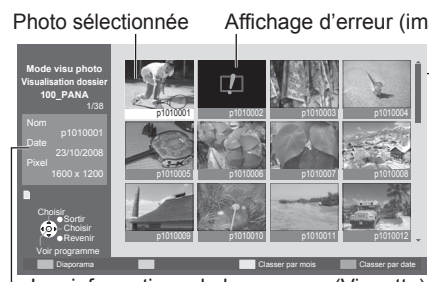 Photo sélectionnée
Affichage d'erreur (im
Mode visu photo
Visualisation dossier
100_PANA
1/38
Nom
p1010001
Date
23/10/2008
Pixel
1600 x 1200
Choisir
Sortir
Choisir
Revenir
Voir programme
p1010001
p1010002
p1010003
p1010004
p1010005
p1010006
p1010007
p1010008
p1010009
p1010010
p1010011
p1010012
Diaporama
Classer par mois
Classer par date